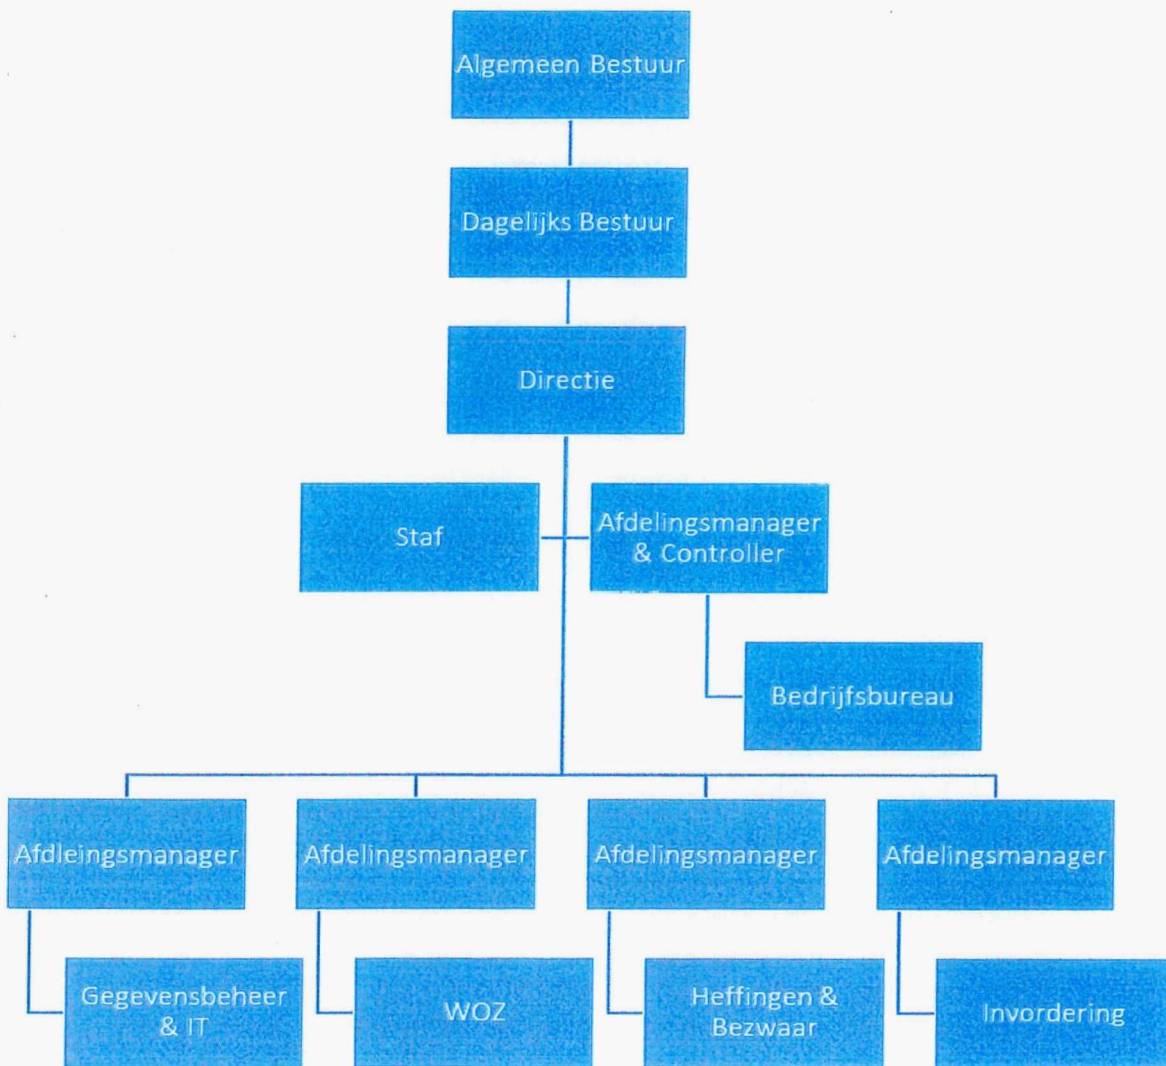 Algemeen Bestuur
Dagelijks Bestuur
Directie
Staf
Afdelingsmanager
& Controller
Bedrijfsbureau
Afdleingsmanager
Afdelingsmanager
Afdelingsmanager
Afdelingsmanager
Gegevensbeheer
& IT
WOZ
Heffingen &
Bezwaar
Invordering